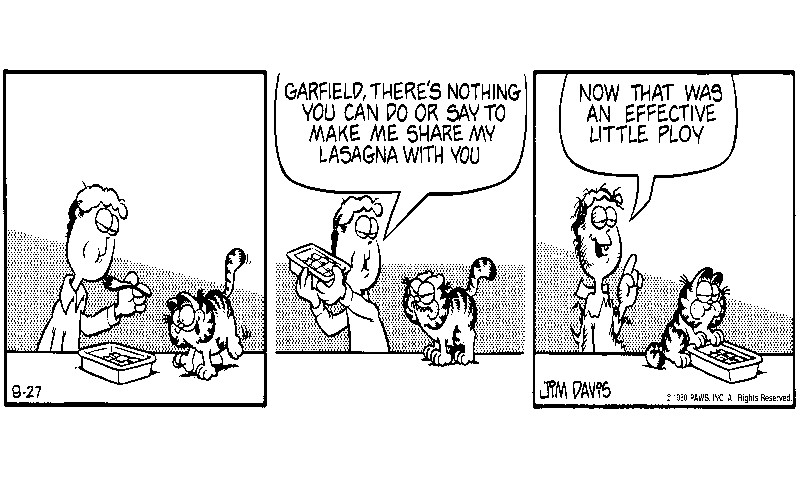 GARFIELD, THERE'S NOTHING
YOU CAN DO OR SAY TO
MAKE ME SHARE MY
LASAGNA WITH YOU
NOW THAT WAS
AN EFFECTIVE
LITTLE PLOY
8-27
JIM DAVIS
PAWS, INC. A Rights Reserved.